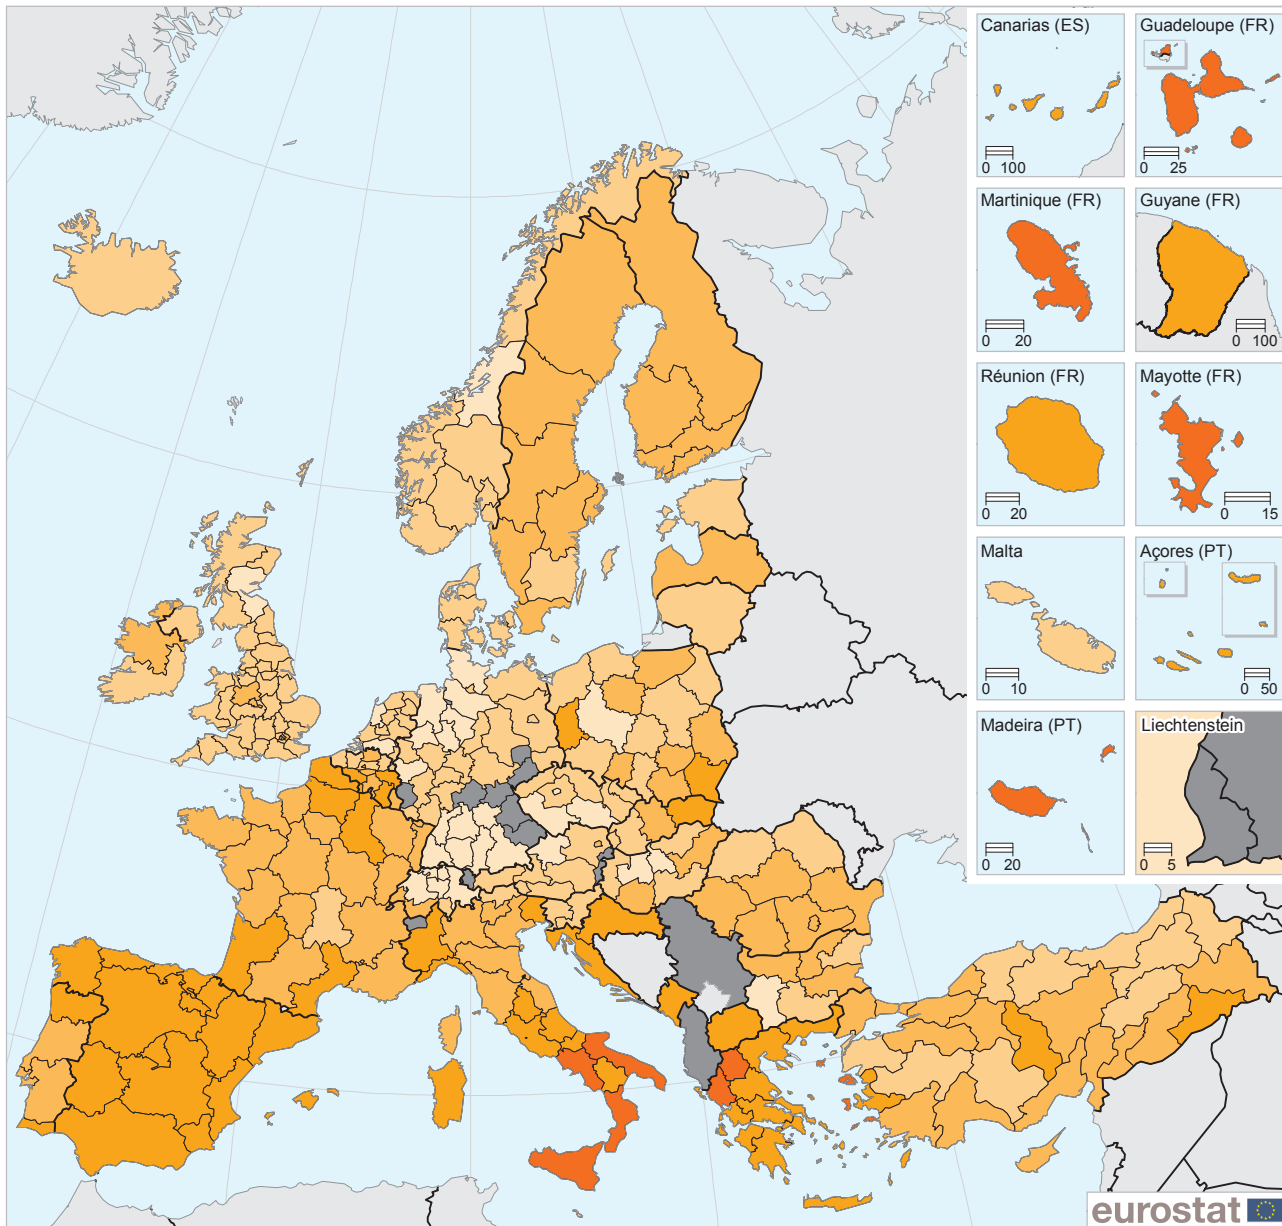 Canarias (ES)
0 100
Guadeloupe (FR)
0 25
Martinique (FR)
0 20
Guyane (FR)
0 100
Réunion (FR)
0 20
Mayotte (FR)
0 15
Malta
0 10
Açores (PT)
0 50
Madeira (PT)
0 20
Liechtenstein
0 5
eurostat